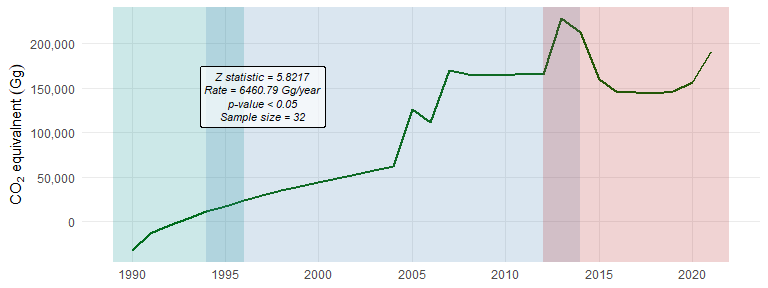 CO2 equivalnent (Gg)
200,000
150,000
100,000
50,000
0
Z statistic = 5.8217
Rate = 6460.79 Gg/year
p-value < 0.05
Sample size = 32
1990 1995 2000 2005 2010 2015 2020